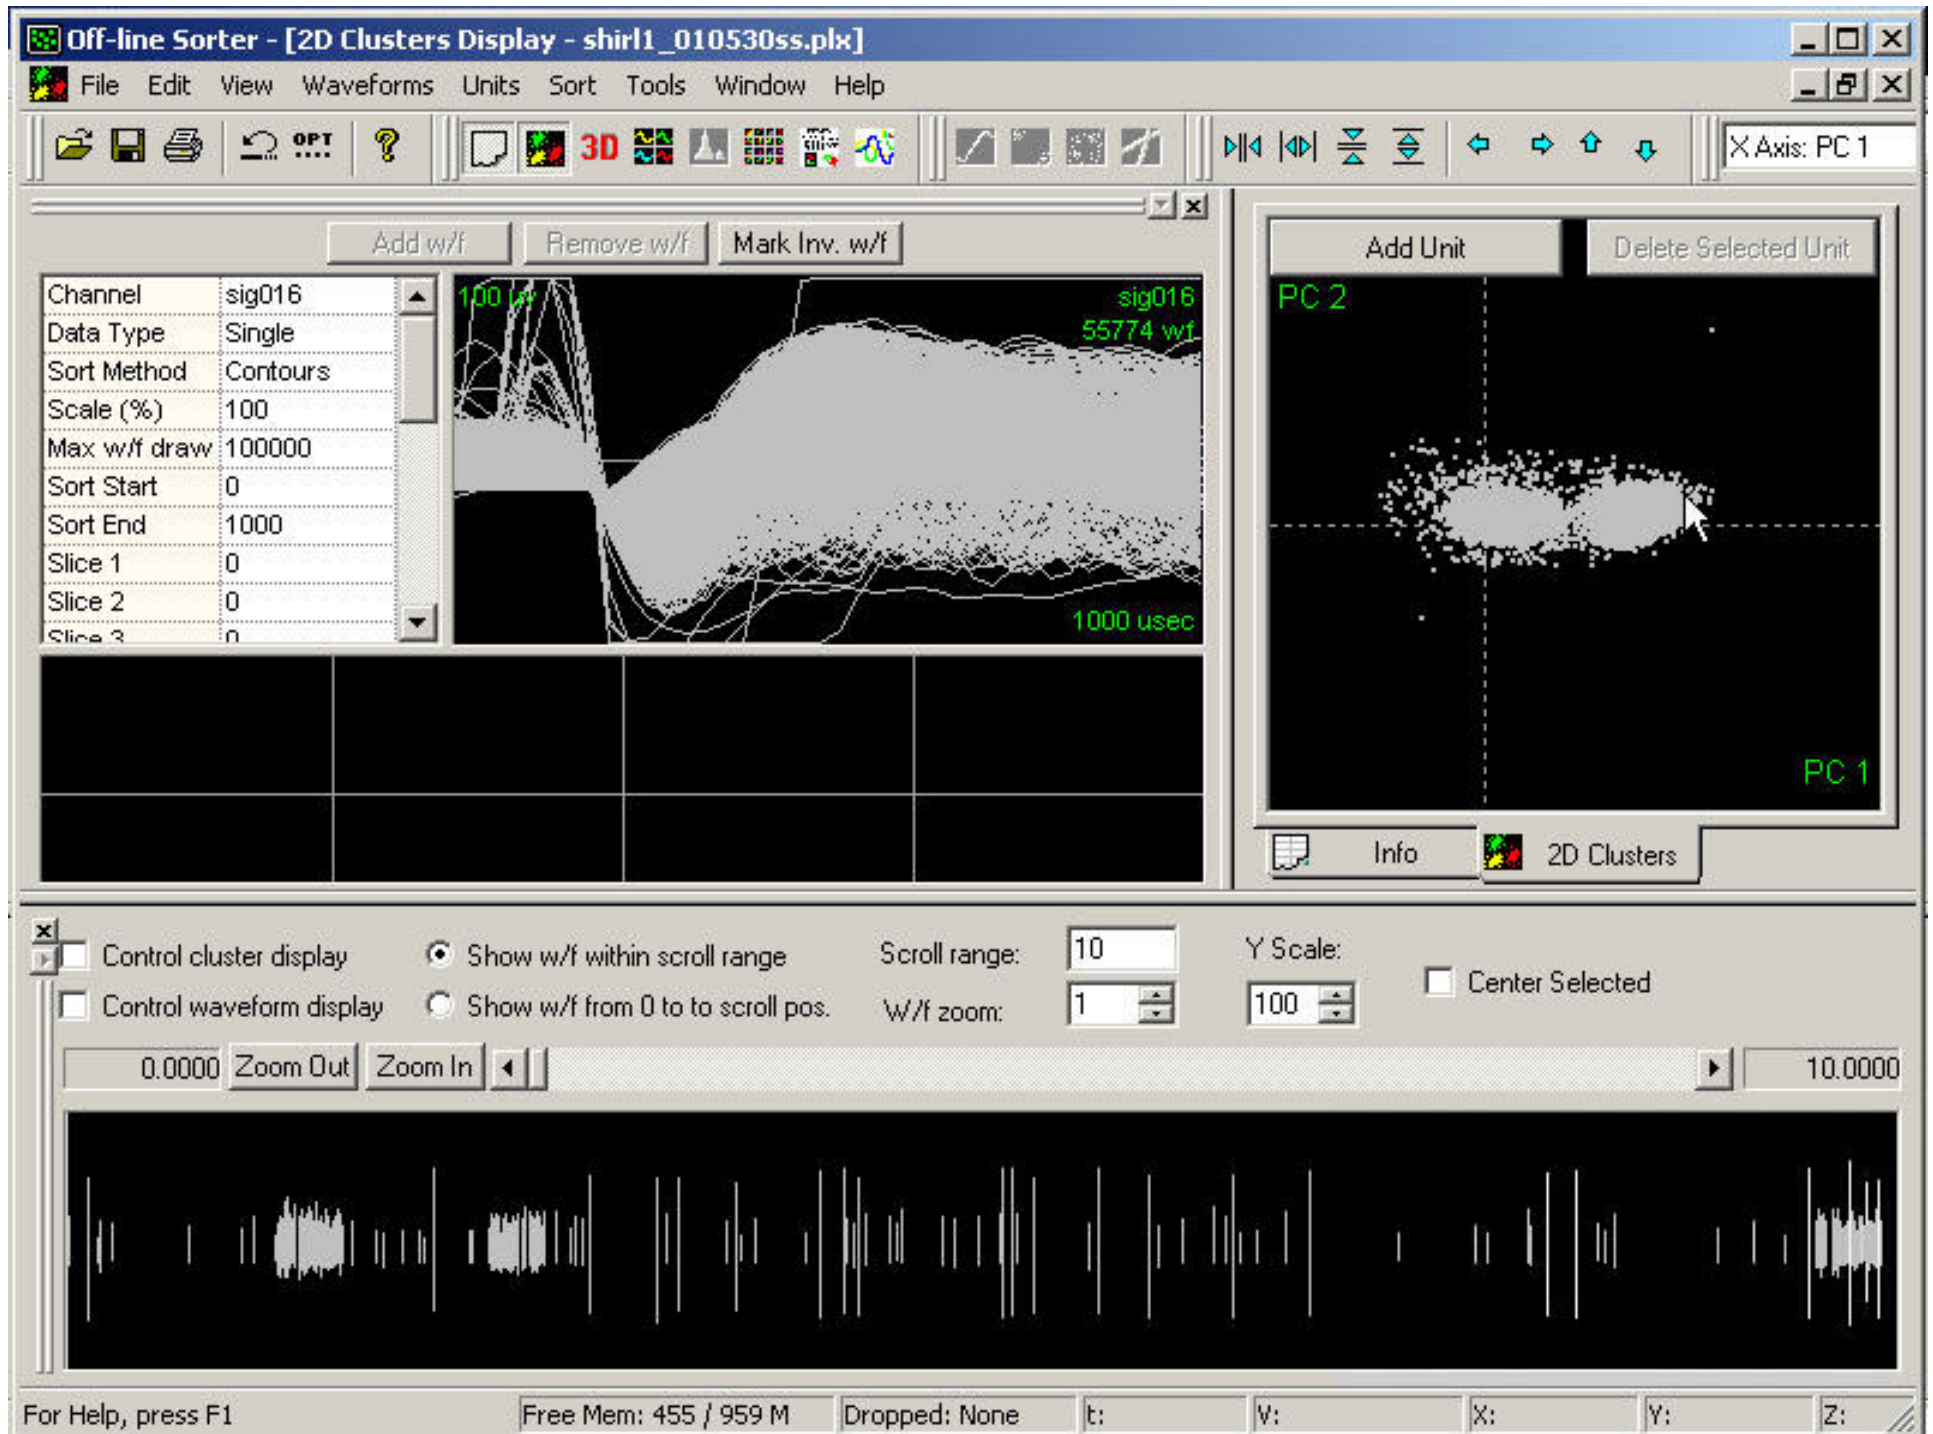 Off-line Sorter - [2D Clusters Display - shirl1_010530ss.plx]
File Edit View Waveforms Units Sort Tools Window Help
OPT ? 3D X Axis: PC 1
Add w/f Remove w/f Mark Inv. w/f
Add Unit Delete Selected Unit
Channel sig016
Data Type Single
Sort Method Contours
Scale (%) 100
Max w/f draw 100000
Sort Start 0
Sort End 1000
Slice 1 0
Slice 2 0
Slice 3 0
100 uv sig016
55774 wf
1000 usec
PC 2
PC 1
Info 2D Clusters
Control cluster display Show w/f within scroll range Scroll range: 10 Y Scale:
Control waveform display Show w/f from 0 to to scroll pos. W/f zoom: 1 100 Center Selected
0.0000 Zoom Out Zoom In 10.0000
For Help, press F1 Free Mem: 455 / 959 M Dropped: None t: V: X: Y: Z: